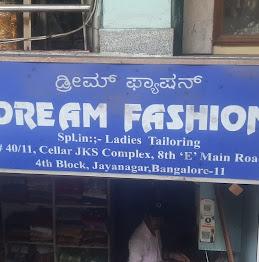 ಡ್ರೀಮ್ ಫ್ಯಾಷನ್
DREAM FASHION
Spl.in:;- Ladies Tailoring
# 40/11, Cellar JKS Complex, 8th 'E' Main Roa
4th Block, Jayanagar,Bangalore-11